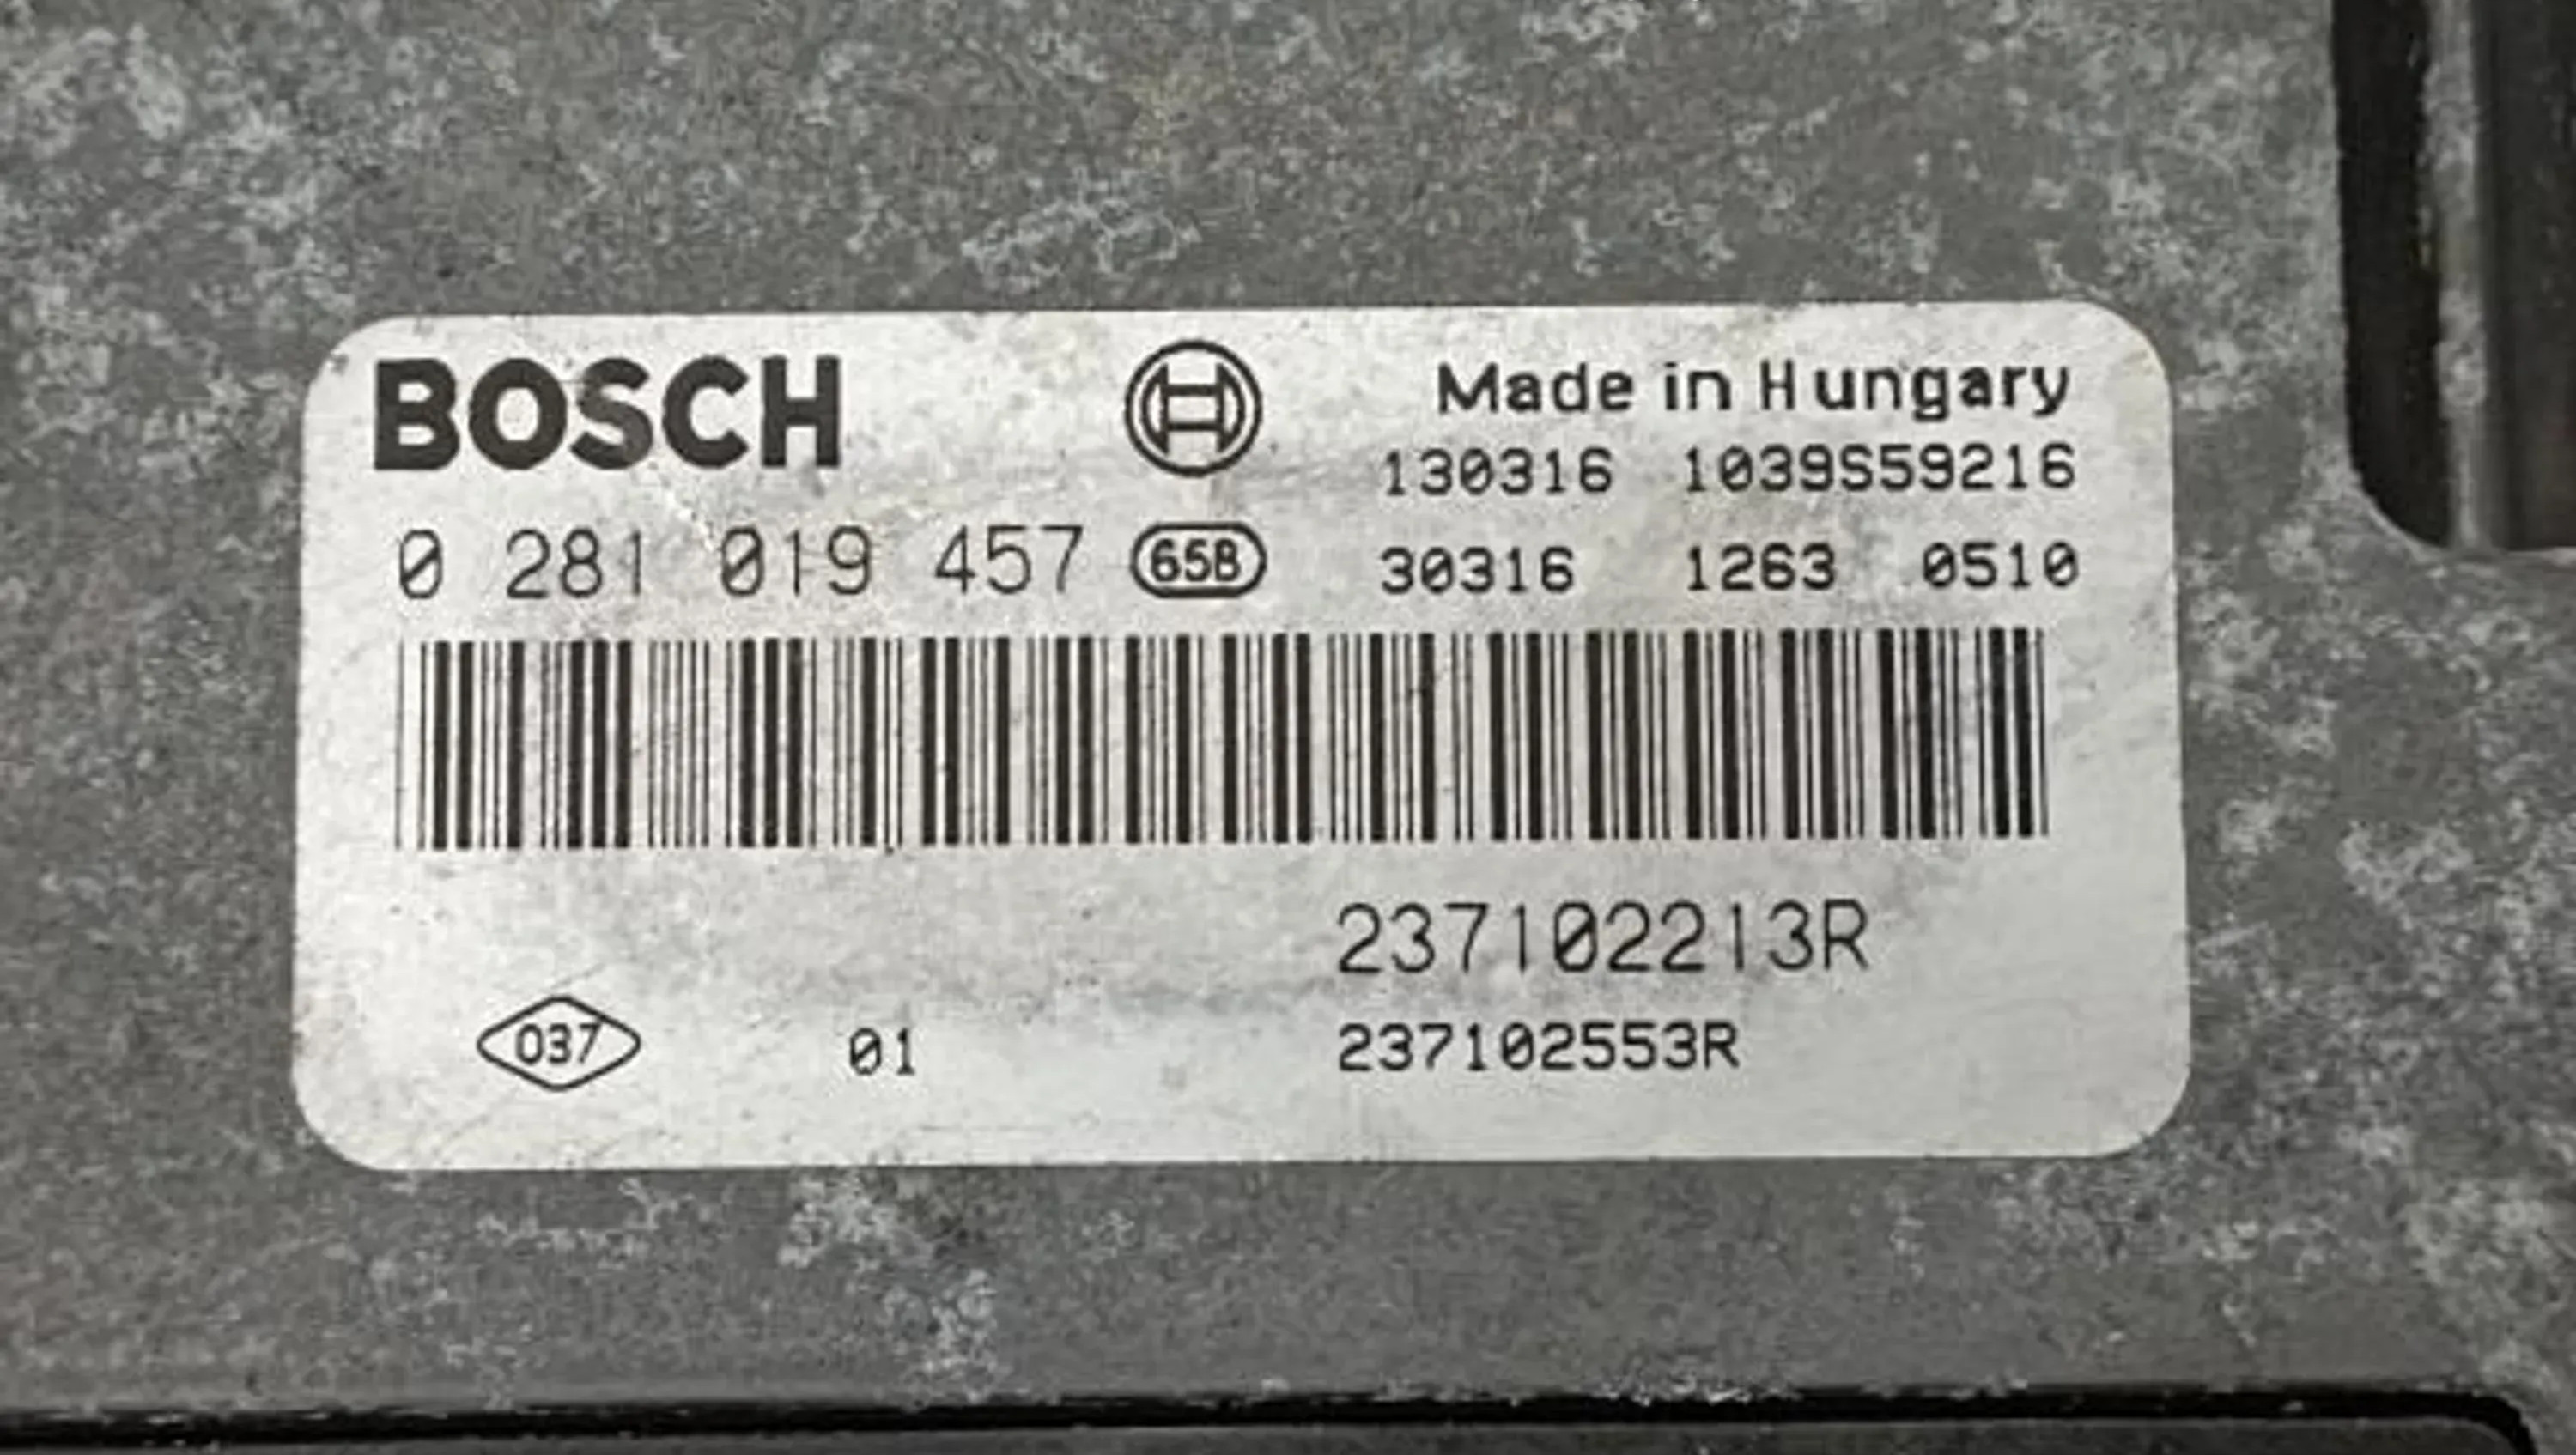 BOSCH Made in Hungary
130316 1039S59216
0 281 019 457 65B 30316 1263 0510
237102213R
037 01 237102553R